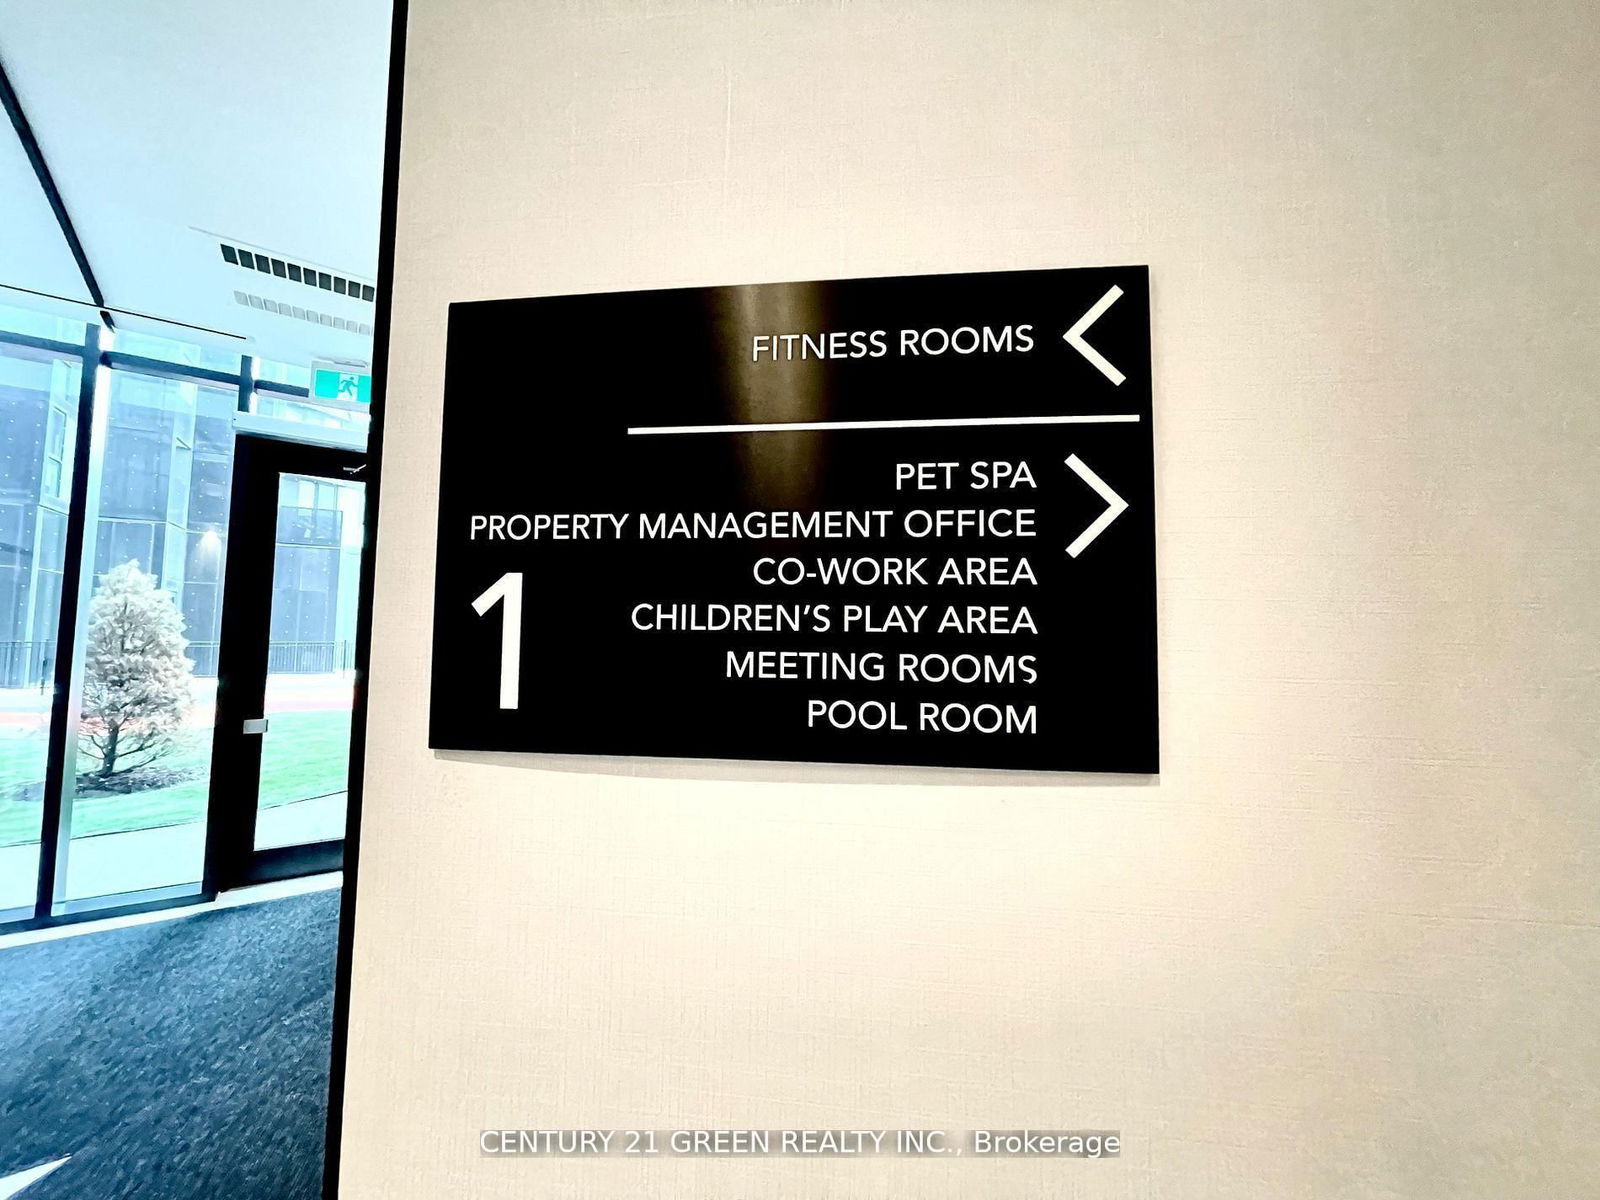 FITNESS ROOMS
PET SPA
PROPERTY MANAGEMENT OFFICE
CO-WORK AREA
CHILDREN'S PLAY AREA
MEETING ROOMS
POOL ROOM
1
CENTURY 21 GREEN REALTY INC., Brokerage